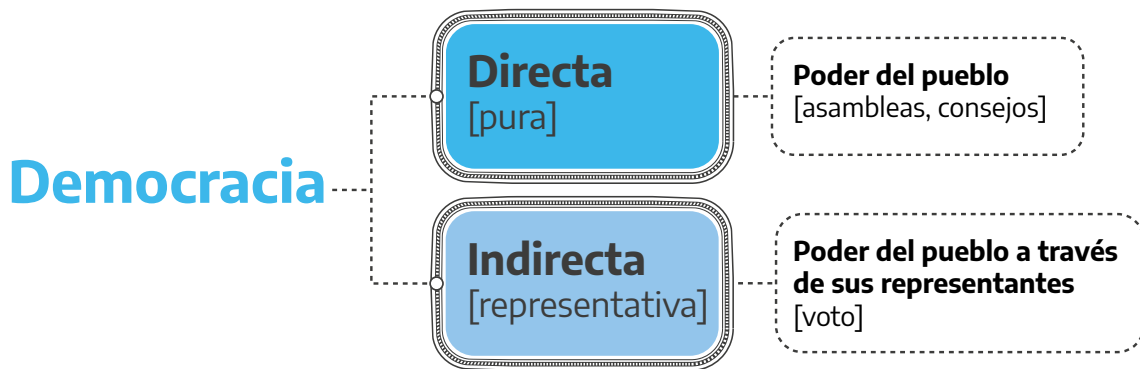 Democracia
Directa
[pura]
Poder del pueblo
[asambleas, consejos]
Indirecta
[representativa]
Poder del pueblo a través
de sus representantes
[voto]